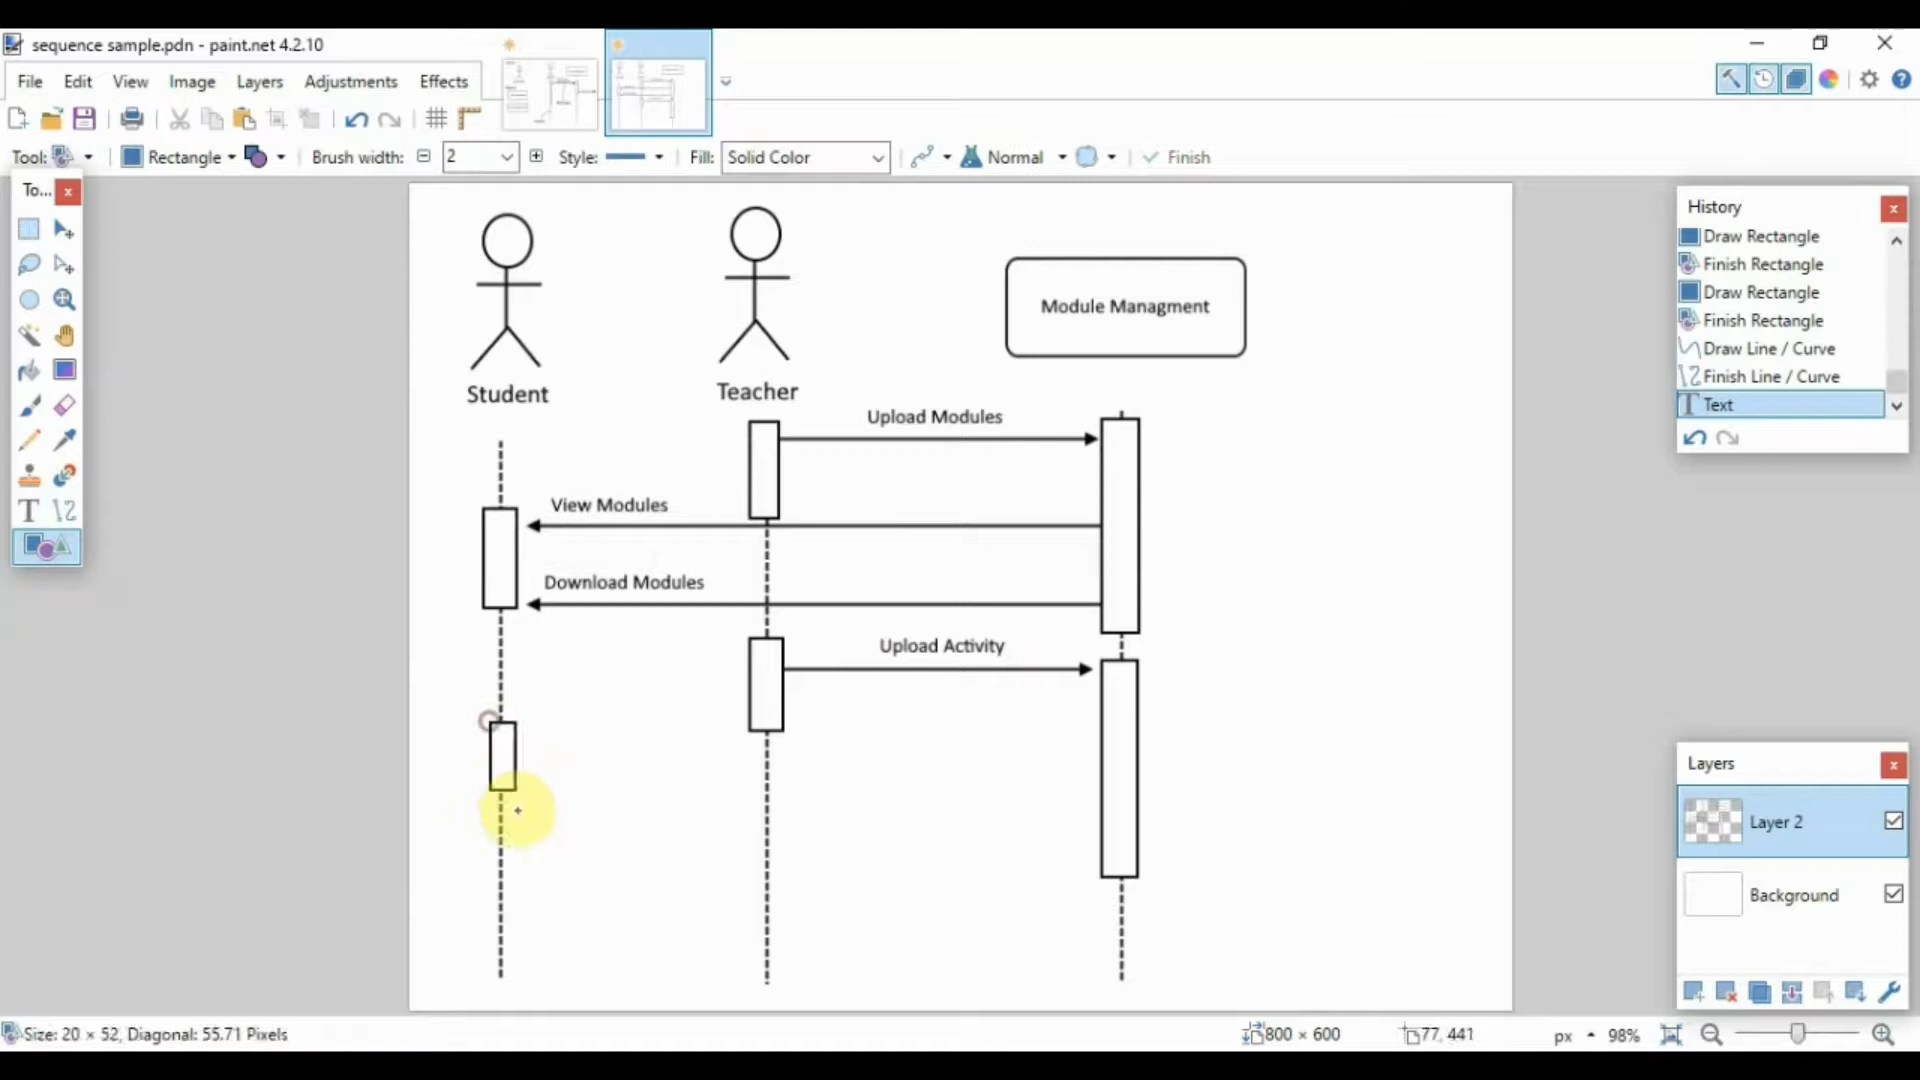 sequence sample.pdn - paint.net 4.2.10
File Edit View Image Layers Adjustments Effects
Tool: Rectangle Brush width: 2 Style: Fill: Solid Color Normal Finish
To...
History
Draw Rectangle
Finish Rectangle
Draw Rectangle
Finish Rectangle
Draw Line / Curve
Finish Line / Curve
Text
Module Managment
Student
Teacher
Upload Modules
View Modules
Download Modules
Upload Activity
Layers
Layer 2
Background
Size: 20 × 52, Diagonal: 55.71 Pixels
800 × 600
77, 441
px
98%